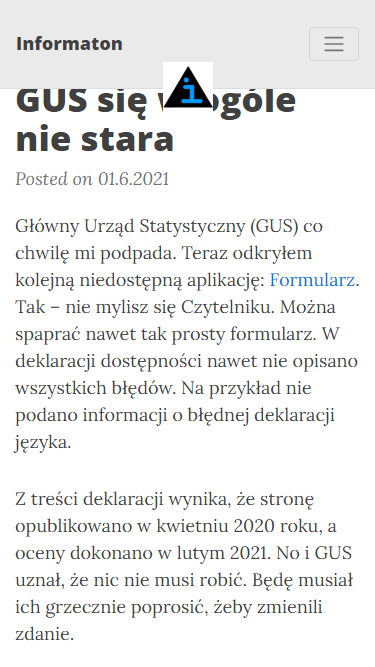 Informaton
GUS się w ogóle
nie stara
Posted on 01.6.2021
Główny Urząd Statystyczny (GUS) co
chwilę mi podpada. Teraz odkryłem
kolejną niedostępną aplikację: Formularz.
Tak – nie mylisz się Czytelniku. Można
spaprać nawet tak prosty formularz. W
deklaracji dostępności nawet nie opisano
wszystkich błędów. Na przykład nie
podano informacji o błędnej deklaracji
języka.
Z treści deklaracji wynika, że stronę
opublikowano w kwietniu 2020 roku, a
oceny dokonano w lutym 2021. No i GUS
uznał, że nic nie musi robić. Będę musiał
ich grzecznie poprosić, żeby zmienili
zdanie.